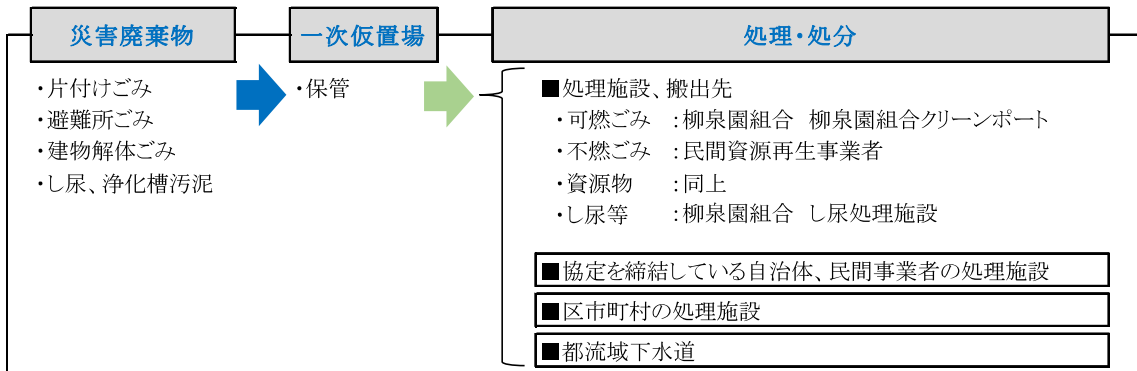 災害廃棄物
一次仮置場
処理・処分
・片付けごみ
・避難所ごみ
・建物解体ごみ
・し尿、浄化槽汚泥
・保管
■処理施設、搬出先
・可燃ごみ ：柳泉園組合 柳泉園組合クリーンポート
・不燃ごみ ：民間資源再生事業者
・資源物 ：同上
・し尿等 ：柳泉園組合 し尿処理施設
■協定を締結している自治体、民間事業者の処理施設
■区市町村の処理施設
■都流域下水道